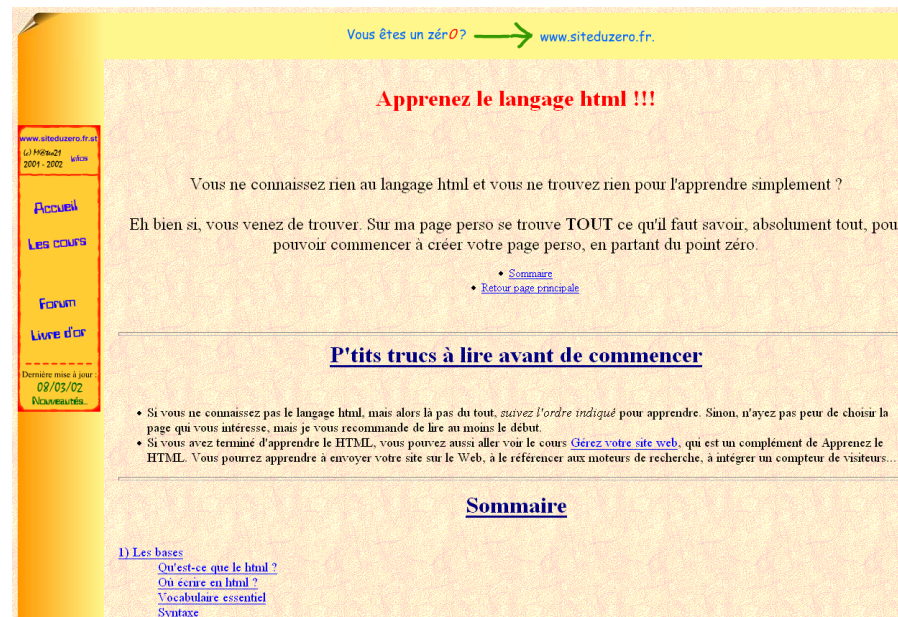 Vous êtes un zér0? www.siteduzero.fr.
Apprenez le langage html !!!
www.siteduzero.fr.st
(c) M@teo21
2001 - 2002
Infos
Accueil
Les cours
Forum
Livre d'or
Dernière mise à jour :
08/03/02
Nouveautés...
Vous ne connaissez rien au langage html et vous ne trouvez rien pour l'apprendre simplement ?
Eh bien si, vous venez de trouver. Sur ma page perso se trouve TOUT ce qu'il faut savoir, absolument tout, pou
pouvoir commencer à créer votre page perso, en partant du point zéro.
Sommaire
Retour page principale
P'tits trucs à lire avant de commencer
Si vous ne connaissez pas le langage html, mais alors là pas du tout, suivez l'ordre indiqué pour apprendre. Sinon, n'ayez pas peur de choisir la
page qui vous intéresse, mais je vous recommande de lire au moins le début.
Si vous avez terminé d'apprendre le HTML, vous pouvez aussi aller voir le cours Gérez votre site web, qui est un complément de Apprenez le
HTML. Vous pourrez apprendre à envoyer votre site sur le Web, à le référencer aux moteurs de recherche, à intégrer un compteur de visiteurs...
Sommaire
1) Les bases
Qu'est-ce que le html ?
Où écrire en html ?
Vocabulaire essentiel
Syntaxe